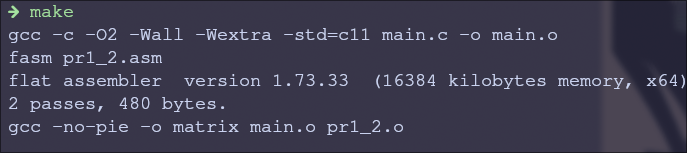 ➜ make
gcc -c -O2 -Wall -Wextra -std=c11 main.c -o main.o
fasm pr1_2.asm
flat assembler  version 1.73.33  (16384 kilobytes memory, x64)
2 passes, 480 bytes.
gcc -no-pie -o matrix main.o pr1_2.o